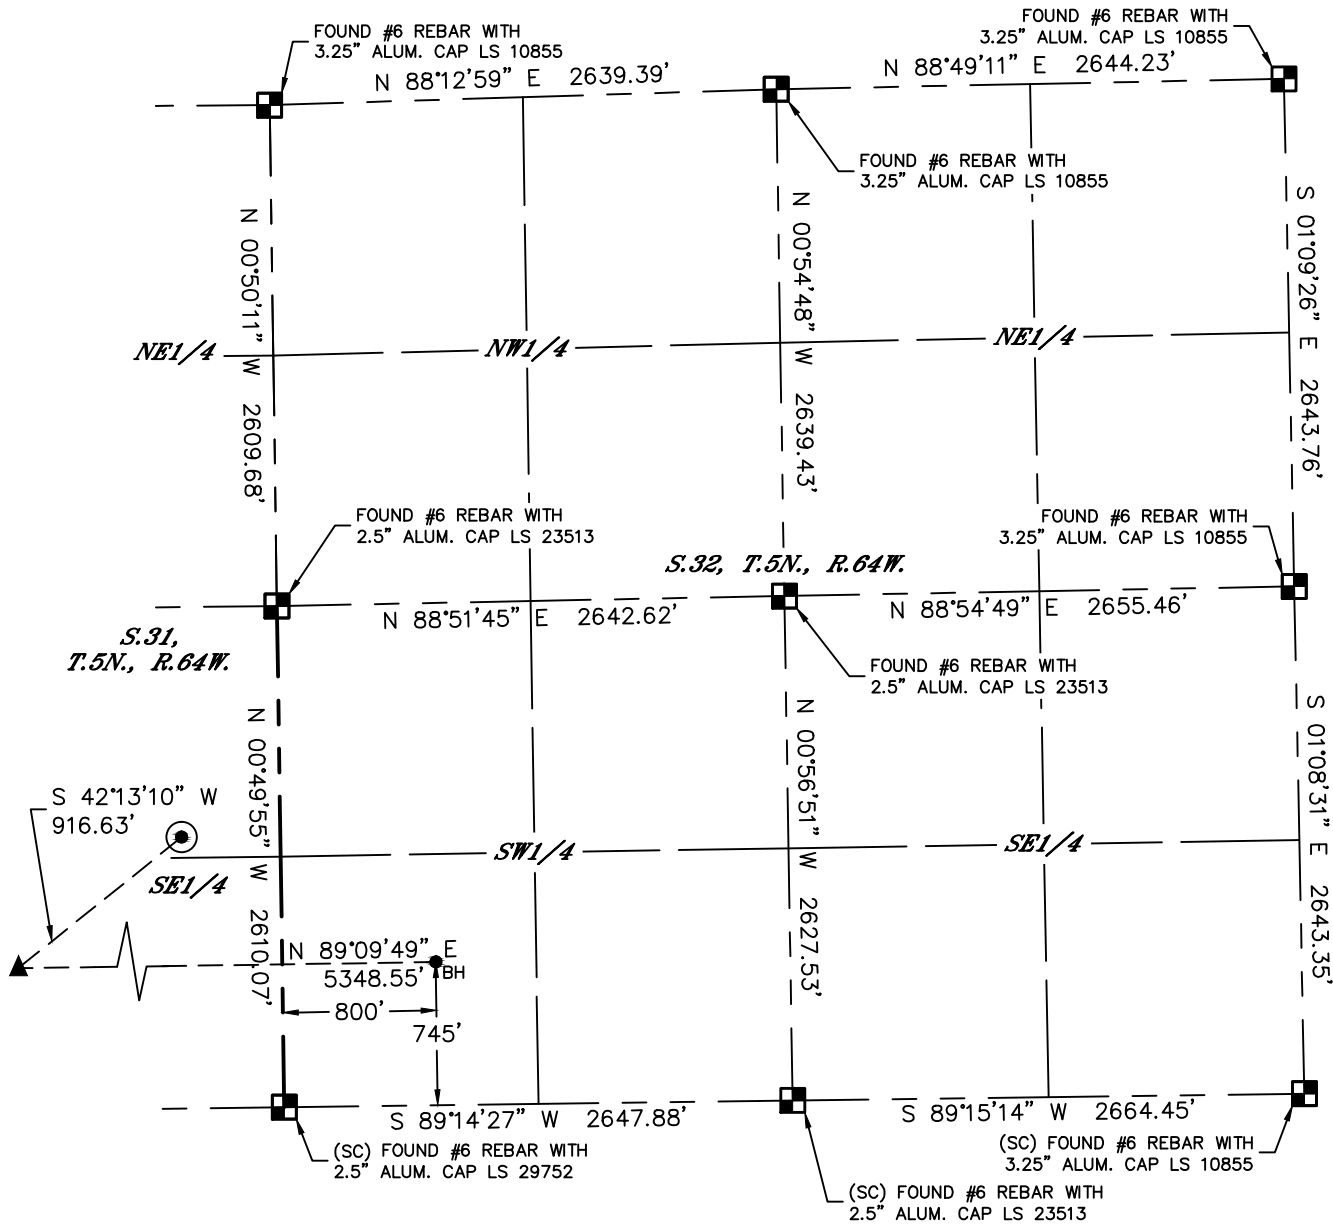 FOUND #6 REBAR WITH
3.25" ALUM. CAP LS 10855
FOUND #6 REBAR WITH
3.25" ALUM. CAP LS 10855
N 88°12'59" E 2639.39'
N 88°49'11" E 2644.23'
FOUND #6 REBAR WITH
3.25" ALUM. CAP LS 10855
N 00°50'11" W 2609.68'
N 00°54'48" W 2639.43'
S 01°09'26" E 2643.76'
NE1/4
NW1/4
NE1/4
FOUND #6 REBAR WITH
2.5" ALUM. CAP LS 23513
FOUND #6 REBAR WITH
3.25" ALUM. CAP LS 10855
S.32, T.5N., R.64W.
N 88°51'45" E 2642.62'
N 88°54'49" E 2655.46'
S.31,
T.5N., R.64W.
FOUND #6 REBAR WITH
2.5" ALUM. CAP LS 23513
N 00°49'55" W 2610.07'
N 00°56'51" W 2627.53'
S 01°08'31" E 2643.35'
S 42°13'10" W
916.63'
SE1/4
SW1/4
SE1/4
N 89°09'49" E
5348.55'
BH
800'
745'
S 89°14'27" W 2647.88'
S 89°15'14" W 2664.45'
(SC) FOUND #6 REBAR WITH
2.5" ALUM. CAP LS 29752
(SC) FOUND #6 REBAR WITH
3.25" ALUM. CAP LS 10855
(SC) FOUND #6 REBAR WITH
2.5" ALUM. CAP LS 23513